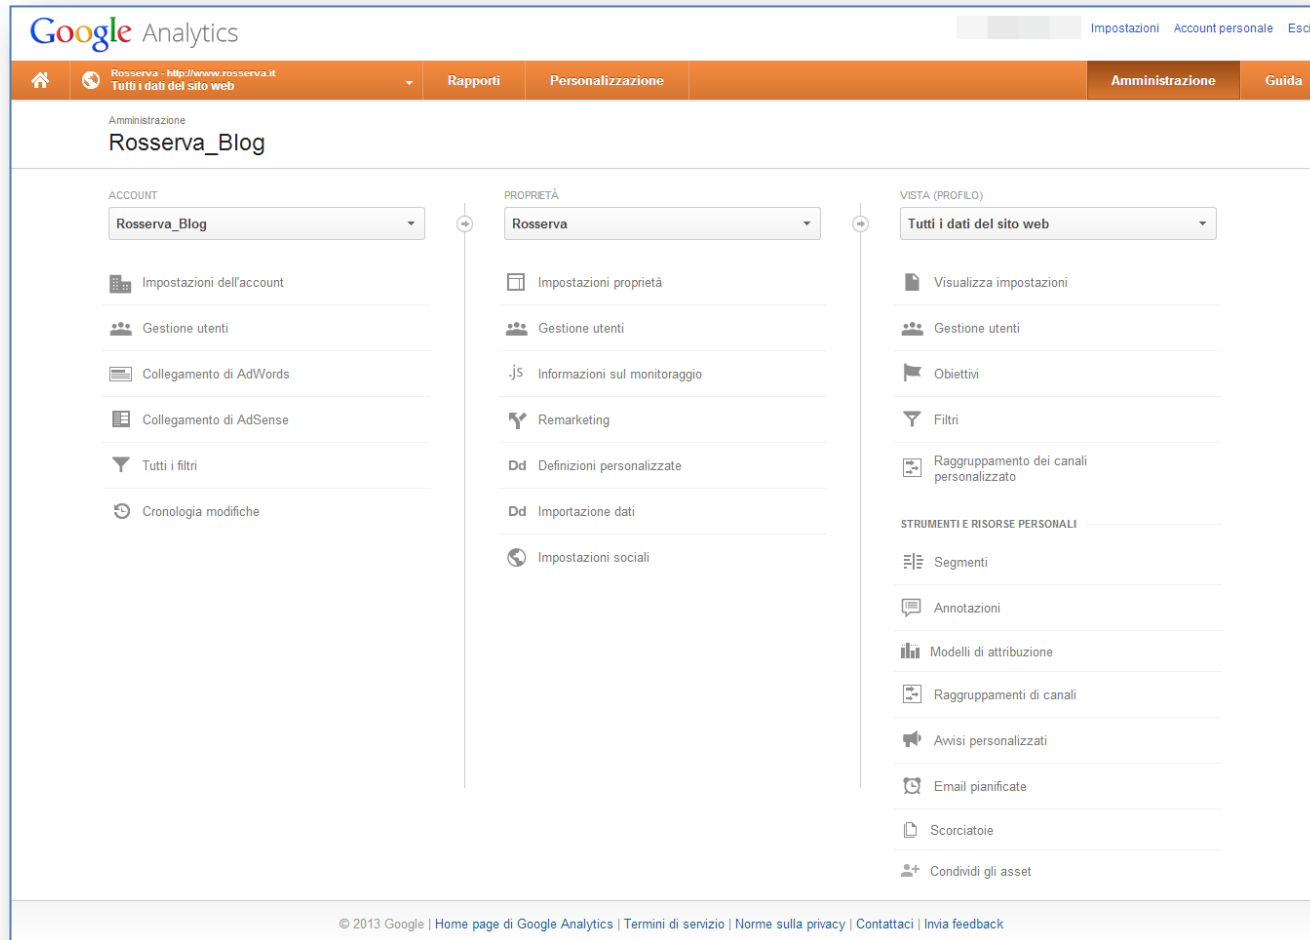 Google Analytics
Impostazioni Account personale Esci
Rosserva - http://www.rosserva.it
Tutti i dati del sito web
Rapporti
Personalizzazione
Amministrazione
Guida
Amministrazione
Rosserva_Blog
ACCOUNT
Rosserva_Blog
Impostazioni dell'account
Gestione utenti
Collegamento di AdWords
Collegamento di AdSense
Tutti i filtri
Cronologia modifiche
PROPRIETÀ
Rosserva
Impostazioni proprietà
Gestione utenti
.js Informazioni sul monitoraggio
Remarketing
Dd Definizioni personalizzate
Dd Importazione dati
Impostazioni sociali
VISTA (PROFILO)
Tutti i dati del sito web
Visualizza impostazioni
Gestione utenti
Obiettivi
Filtri
Raggruppamento dei canali
personalizzato
STRUMENTI E RISORSE PERSONALI
Segmenti
Annotazioni
Modelli di attribuzione
Raggruppamenti di canali
Avvisi personalizzati
Email pianificate
Scorciatoie
Condividi gli asset
© 2013 Google | Home page di Google Analytics | Termini di servizio | Norme sulla privacy | Contattaci | Invia feedback